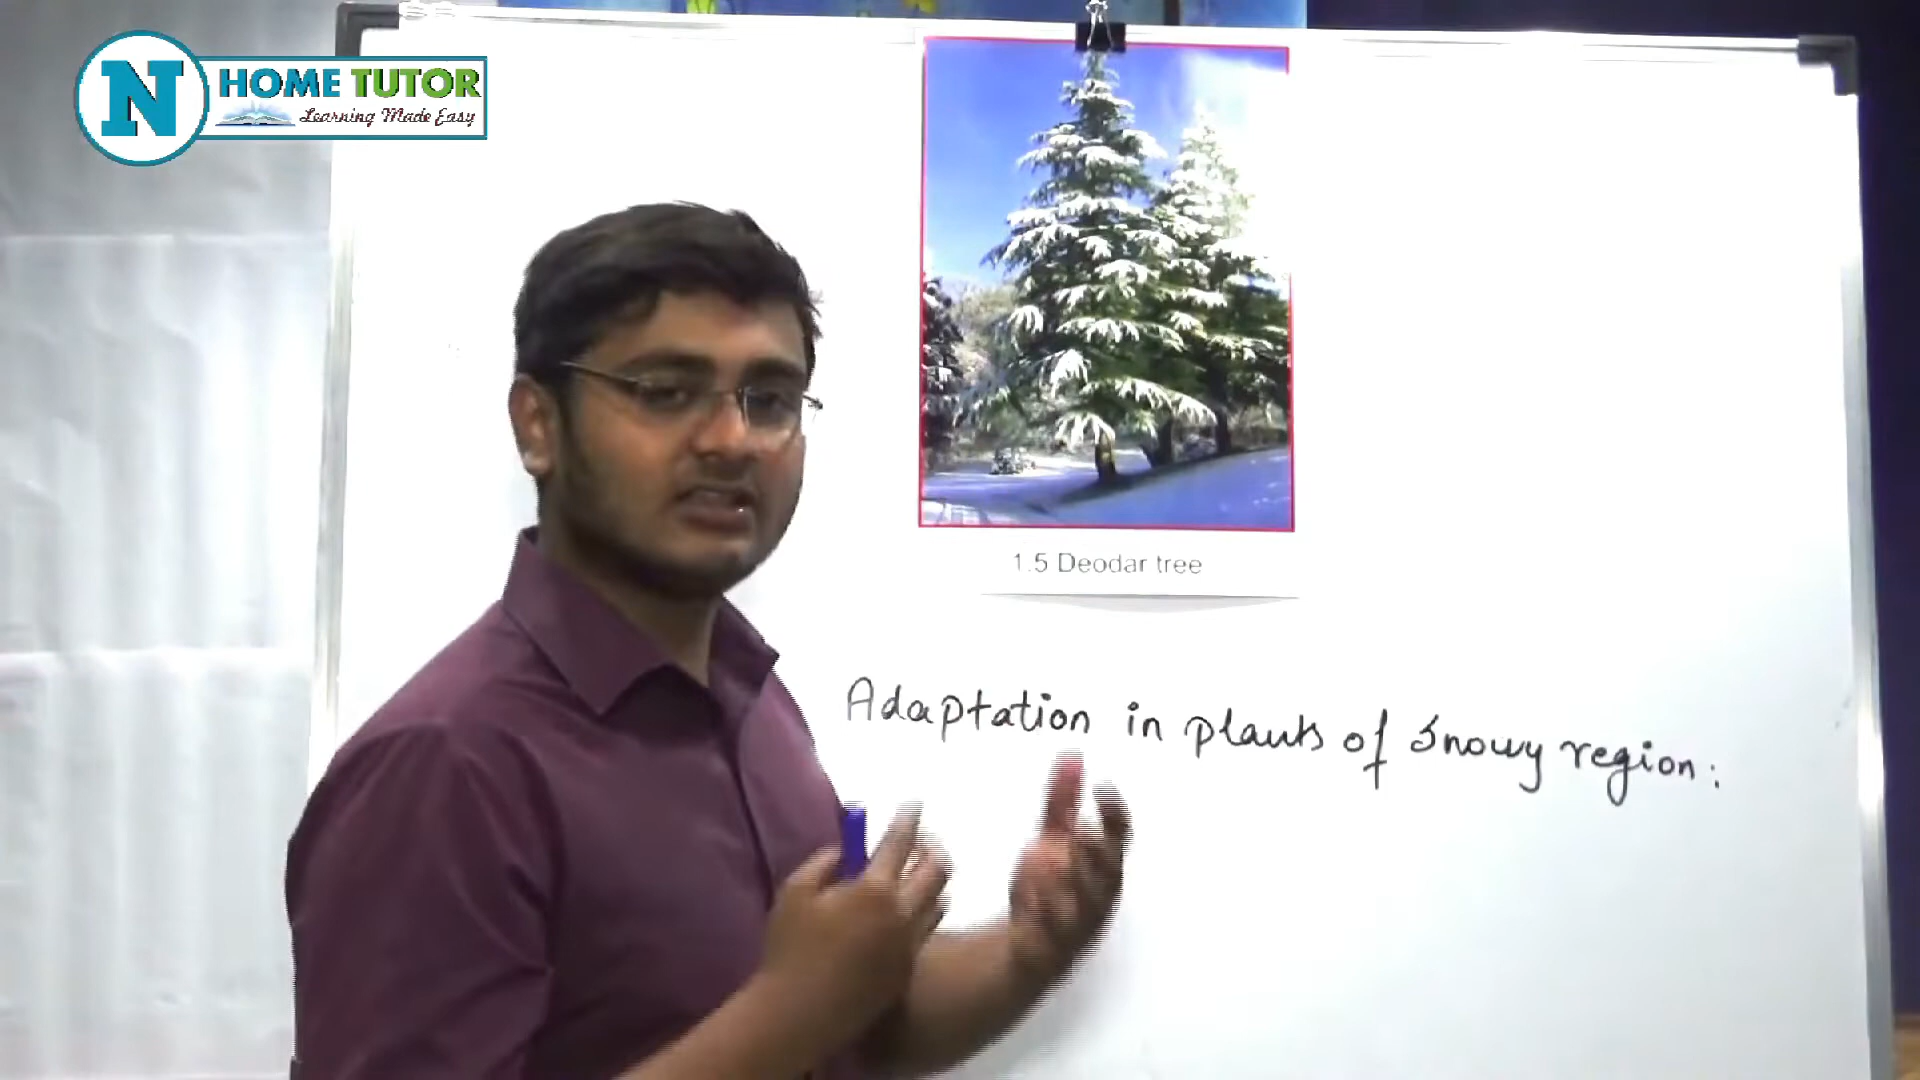 N HOME TUTOR
Learning Made Easy
1.5 Deodar tree
Adaptation in plants of snowy region: